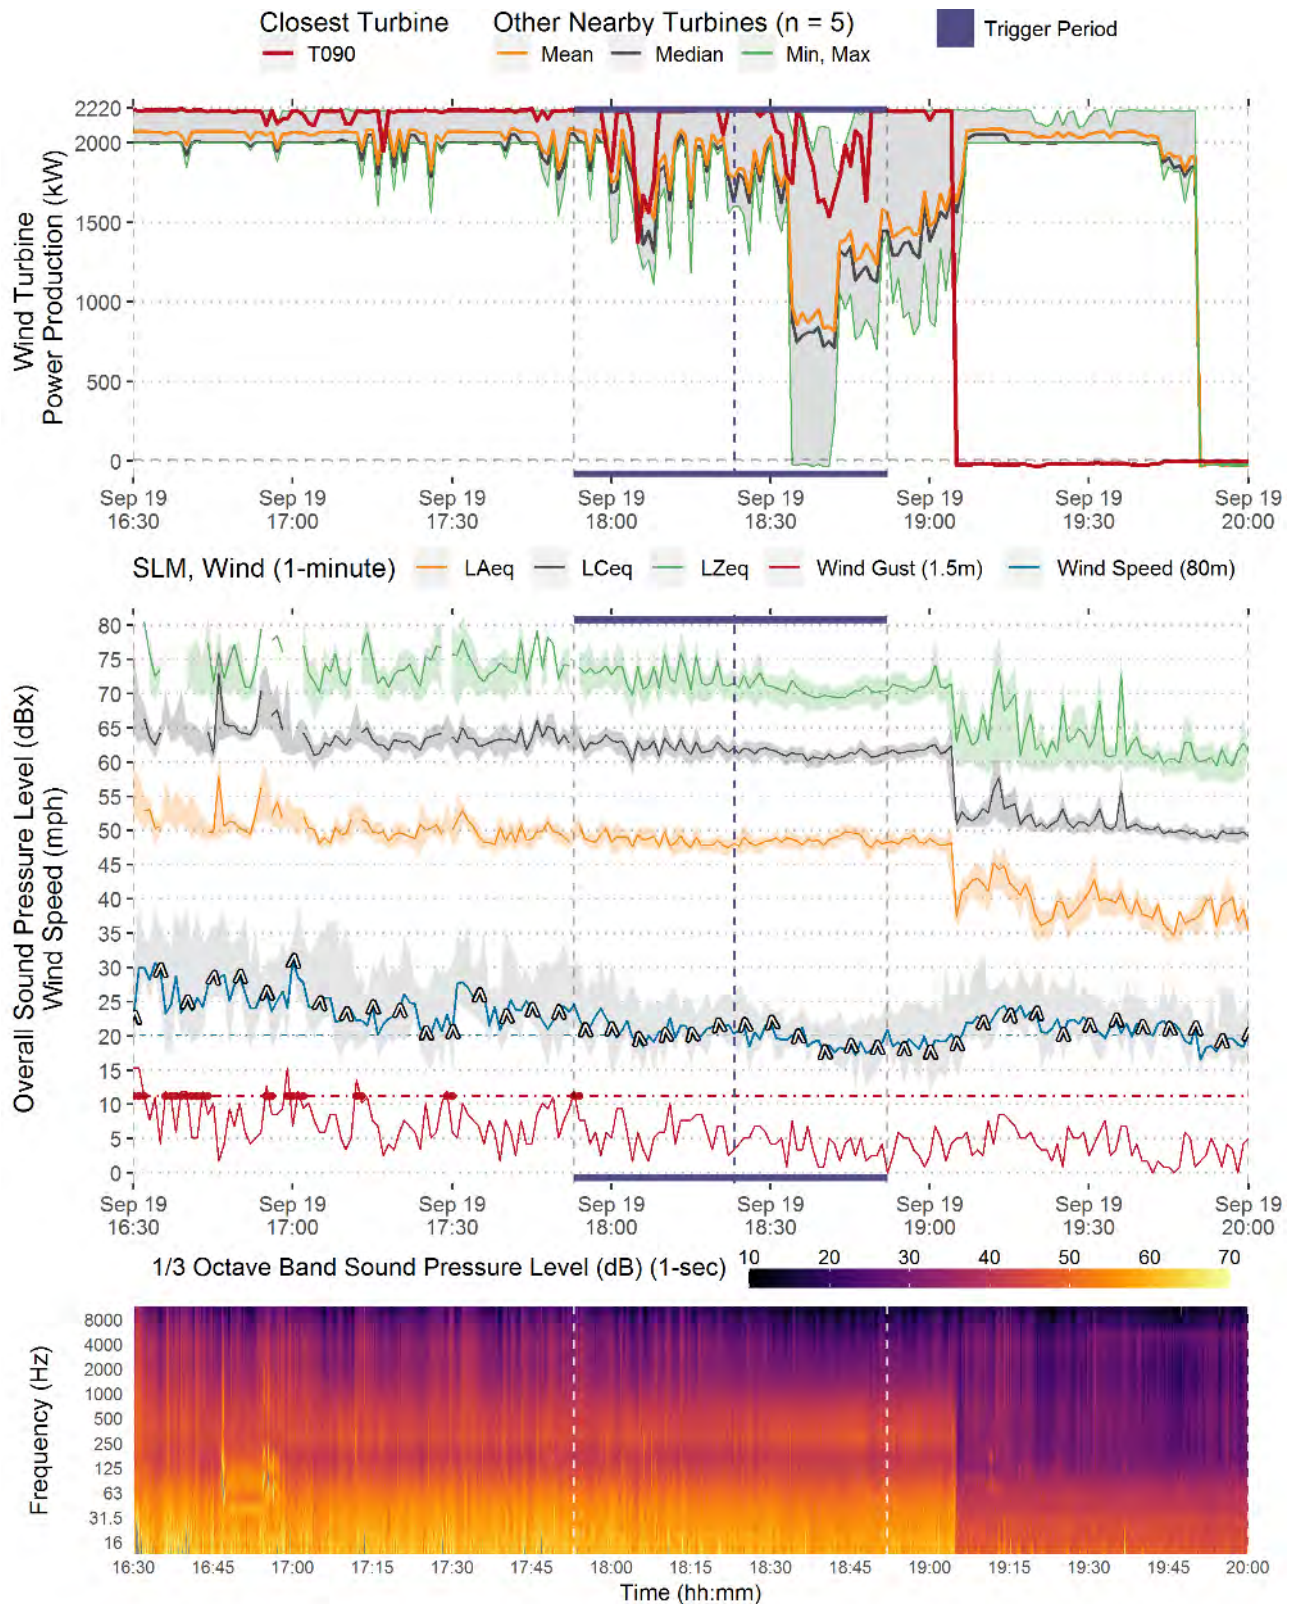 Closest Turbine
Other Nearby Turbines (n = 5)
Trigger Period
T090
Mean
Median
Min, Max
Wind Turbine
Power Production (kW)
2220
2000
1500
1000
500
0
Sep 19 Sep 19 Sep 19 Sep 19 Sep 19 Sep 19 Sep 19 Sep 19
16:30 17:00 17:30 18:00 18:30 19:00 19:30 20:00
SLM, Wind (1-minute)
LAeq
LCeq
LZeq
Wind Gust (1.5m)
Wind Speed (80m)
Overall Sound Pressure Level (dBx)
Wind Speed (mph)
80
75
70
65
60
55
50
45
40
35
30
25
20
15
10
5
0
Sep 19 Sep 19 Sep 19 Sep 19 Sep 19 Sep 19 Sep 19 Sep 19
16:30 17:00 17:30 18:00 18:30 19:00 19:30 20:00
1/3 Octave Band Sound Pressure Level (dB) (1-sec)
10 20 30 40 50 60 70
Frequency (Hz)
8000
4000
2000
1000
500
250
125
63
31.5
16
16:30 16:45 17:00 17:15 17:30 17:45 18:00 18:15 18:30 18:45 19:00 19:15 19:30 19:45 20:00
Time (hh:mm)